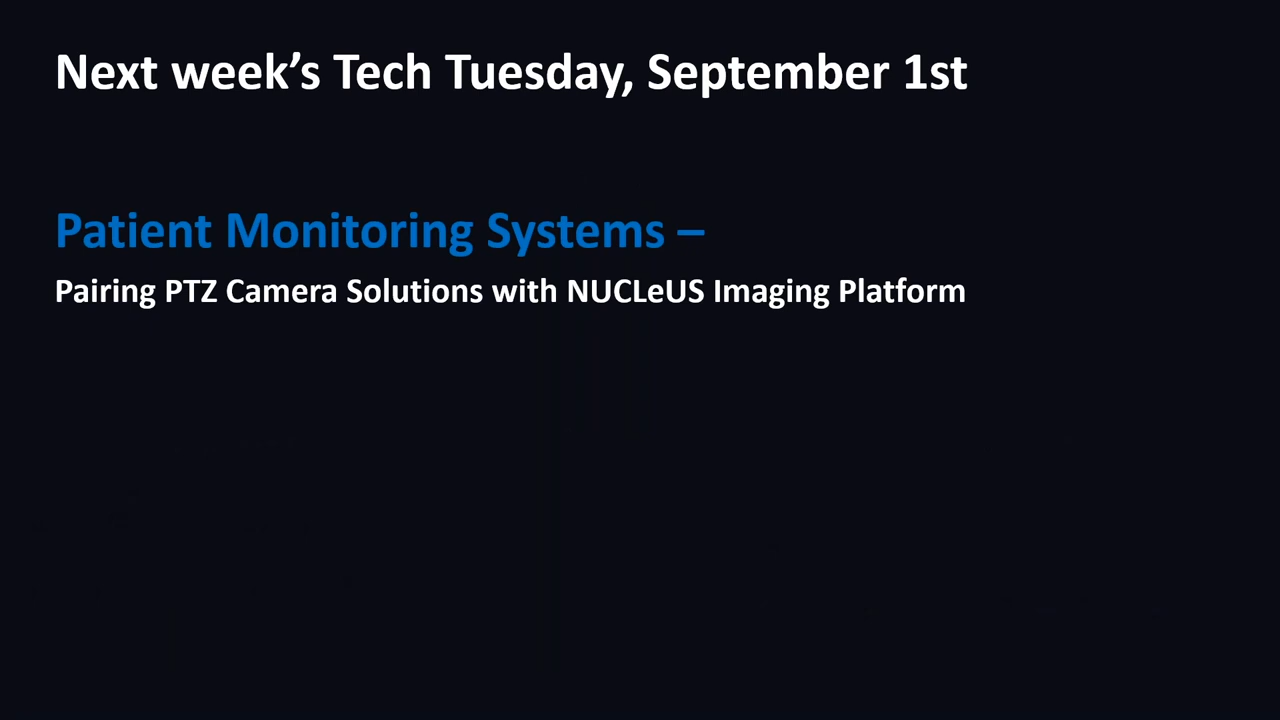 Next week’s Tech Tuesday, September 1st
Patient Monitoring Systems –
Pairing PTZ Camera Solutions with NUCLeUS Imaging Platform